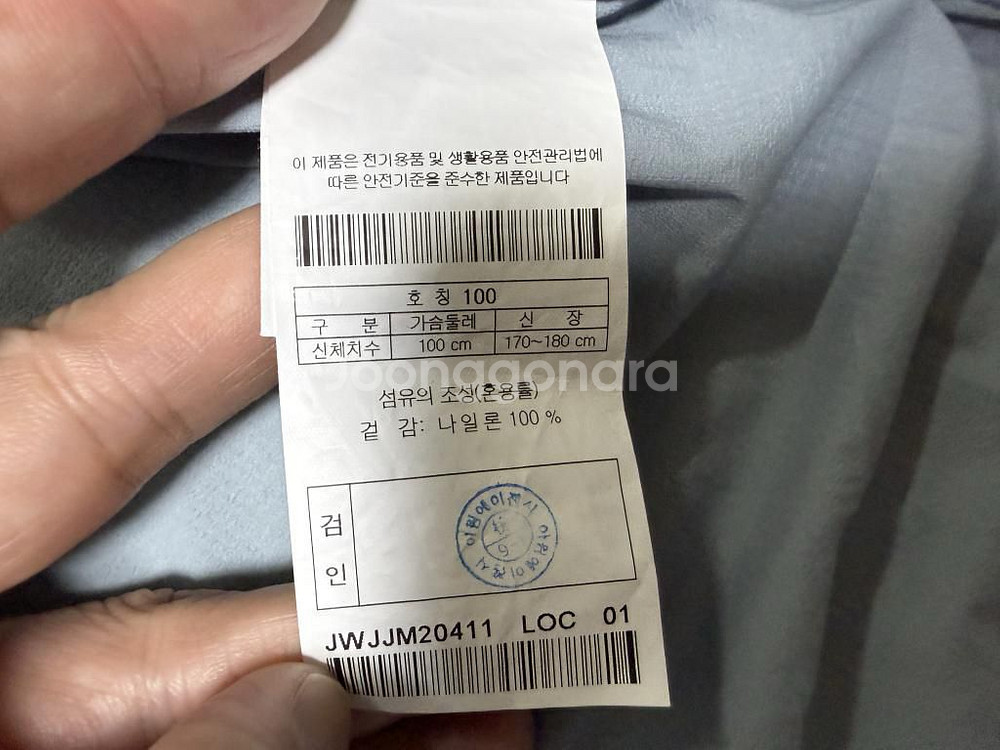 이 제품은 전기용품 및 생활용품 안전관리법에
따른 안전기준을 준수한 제품입니다
호 칭 100
구 분 가슴둘레 신 장
신체치수 100 cm 170~180 cm
joonggonara
섬유의 조성(혼용률)
겉 감: 나일론 100 %
검
인
JWJJM20411 LOC 01